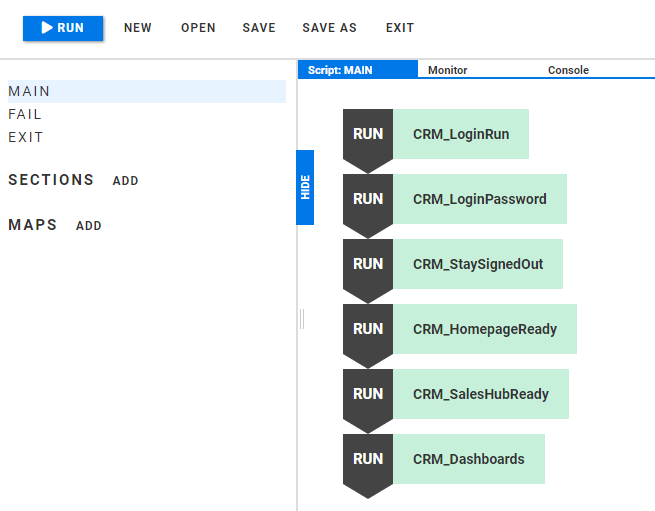 RUN NEW OPEN SAVE SAVE AS EXIT
MAIN
FAIL
EXIT
SECTIONS ADD
MAPS ADD
HIDE
Script: MAIN Monitor Console
RUN CRM_LoginRun
RUN CRM_LoginPassword
RUN CRM_StaySignedOut
RUN CRM_HomepageReady
RUN CRM_SalesHubReady
RUN CRM_Dashboards